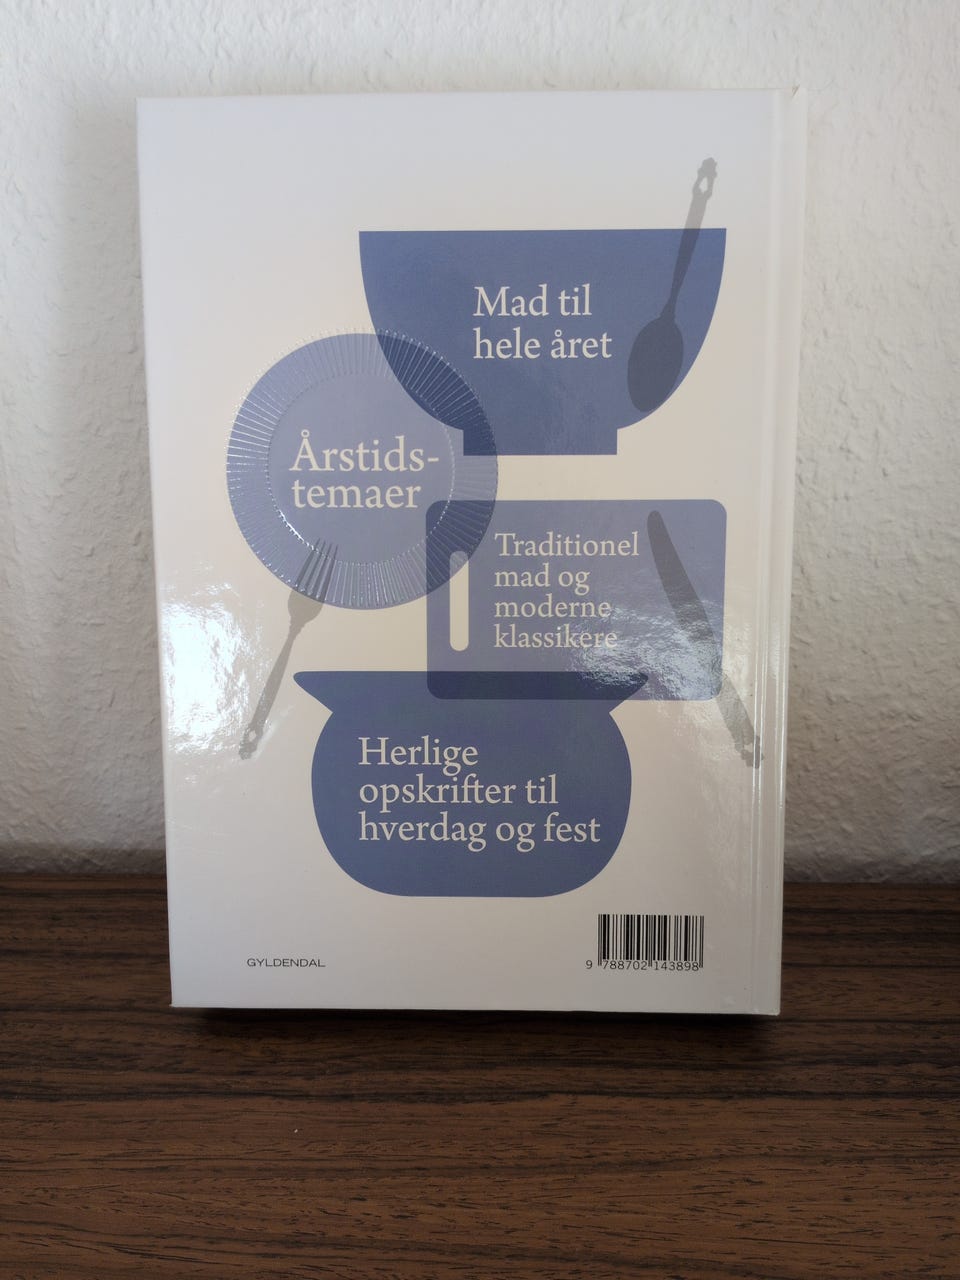 Mad til
hele året
Årstids-
temaer
Traditionel
mad og
moderne
klassikere
Herlige
opskrifter til
hverdag og fest
GYLDENDAL
9 788702 143898